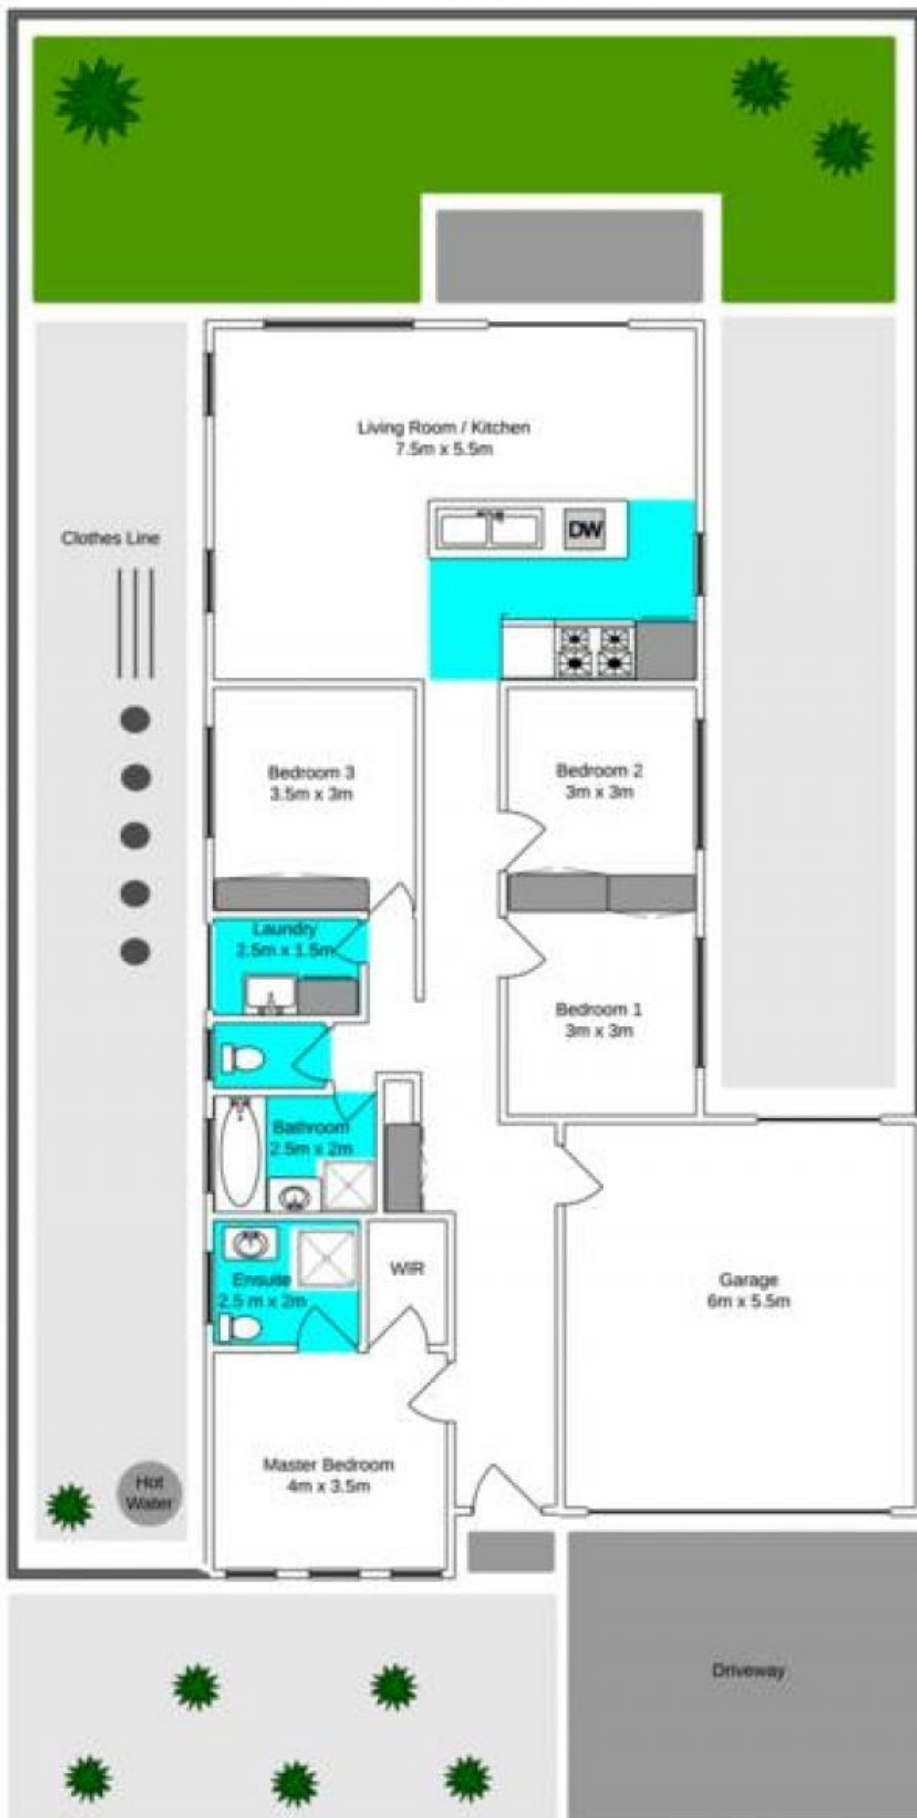 Living Room / Kitchen
7.5m x 5.5m
DW
Clothes Line
Bedroom 3
3.5m x 3m
Bedroom 2
3m x 3m
Laundry
2.5m x 1.5m
Bedroom 1
3m x 3m
Bathroom
2.5m x 2m
WIR
Ensuite
2.5 m x 2m
Garage
6m x 5.5m
Master Bedroom
4m x 3.5m
Hot
Water
Driveway